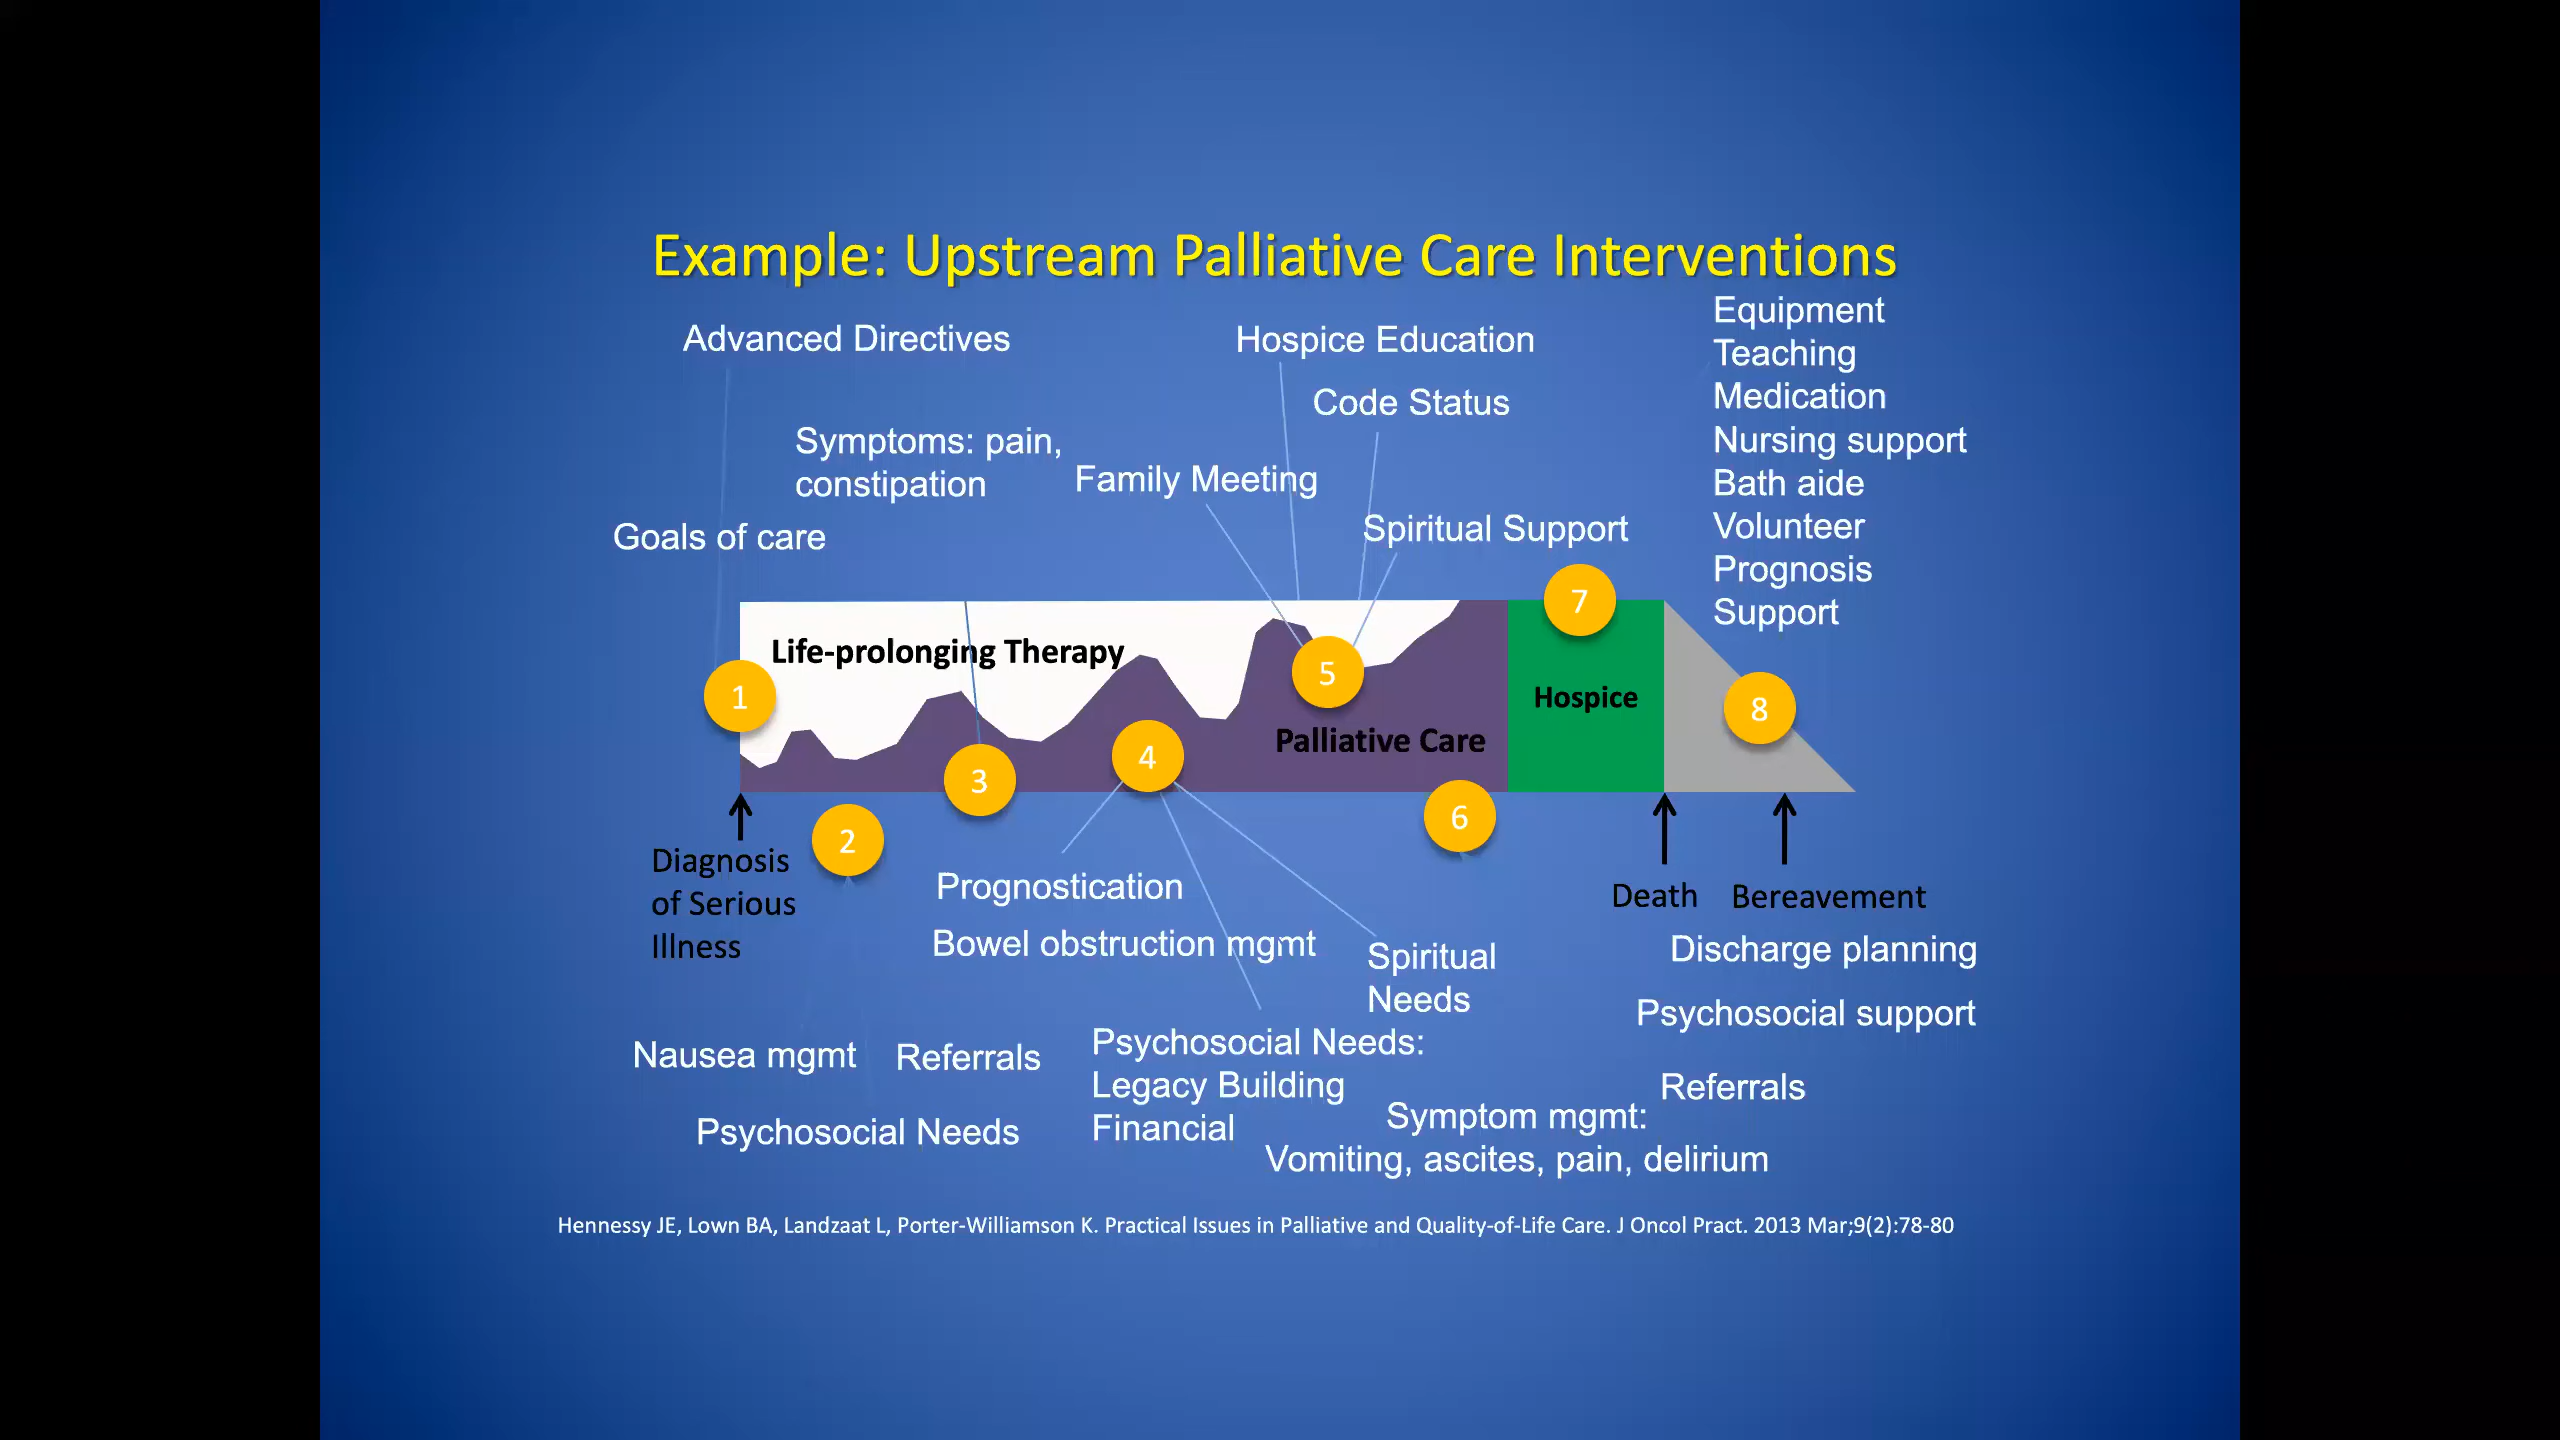 Example: Upstream Palliative Care Interventions
Advanced Directives
Hospice Education
Code Status
Symptoms: pain,
constipation
Family Meeting
Goals of care
Spiritual Support
Equipment
Teaching
Medication
Nursing support
Bath aide
Volunteer
Prognosis
Support
Life-prolonging Therapy
1
2
3
4
5
6
7
8
Palliative Care
Hospice
Diagnosis
of Serious
Illness
Death
Bereavement
Prognostication
Bowel obstruction mgmt
Spiritual
Needs
Discharge planning
Psychosocial support
Nausea mgmt
Referrals
Psychosocial Needs
Psychosocial Needs:
Legacy Building
Financial
Referrals
Symptom mgmt:
Vomiting, ascites, pain, delirium
Hennessy JE, Lown BA, Landzaat L, Porter-Williamson K. Practical Issues in Palliative and Quality-of-Life Care. J Oncol Pract. 2013 Mar;9(2):78-80